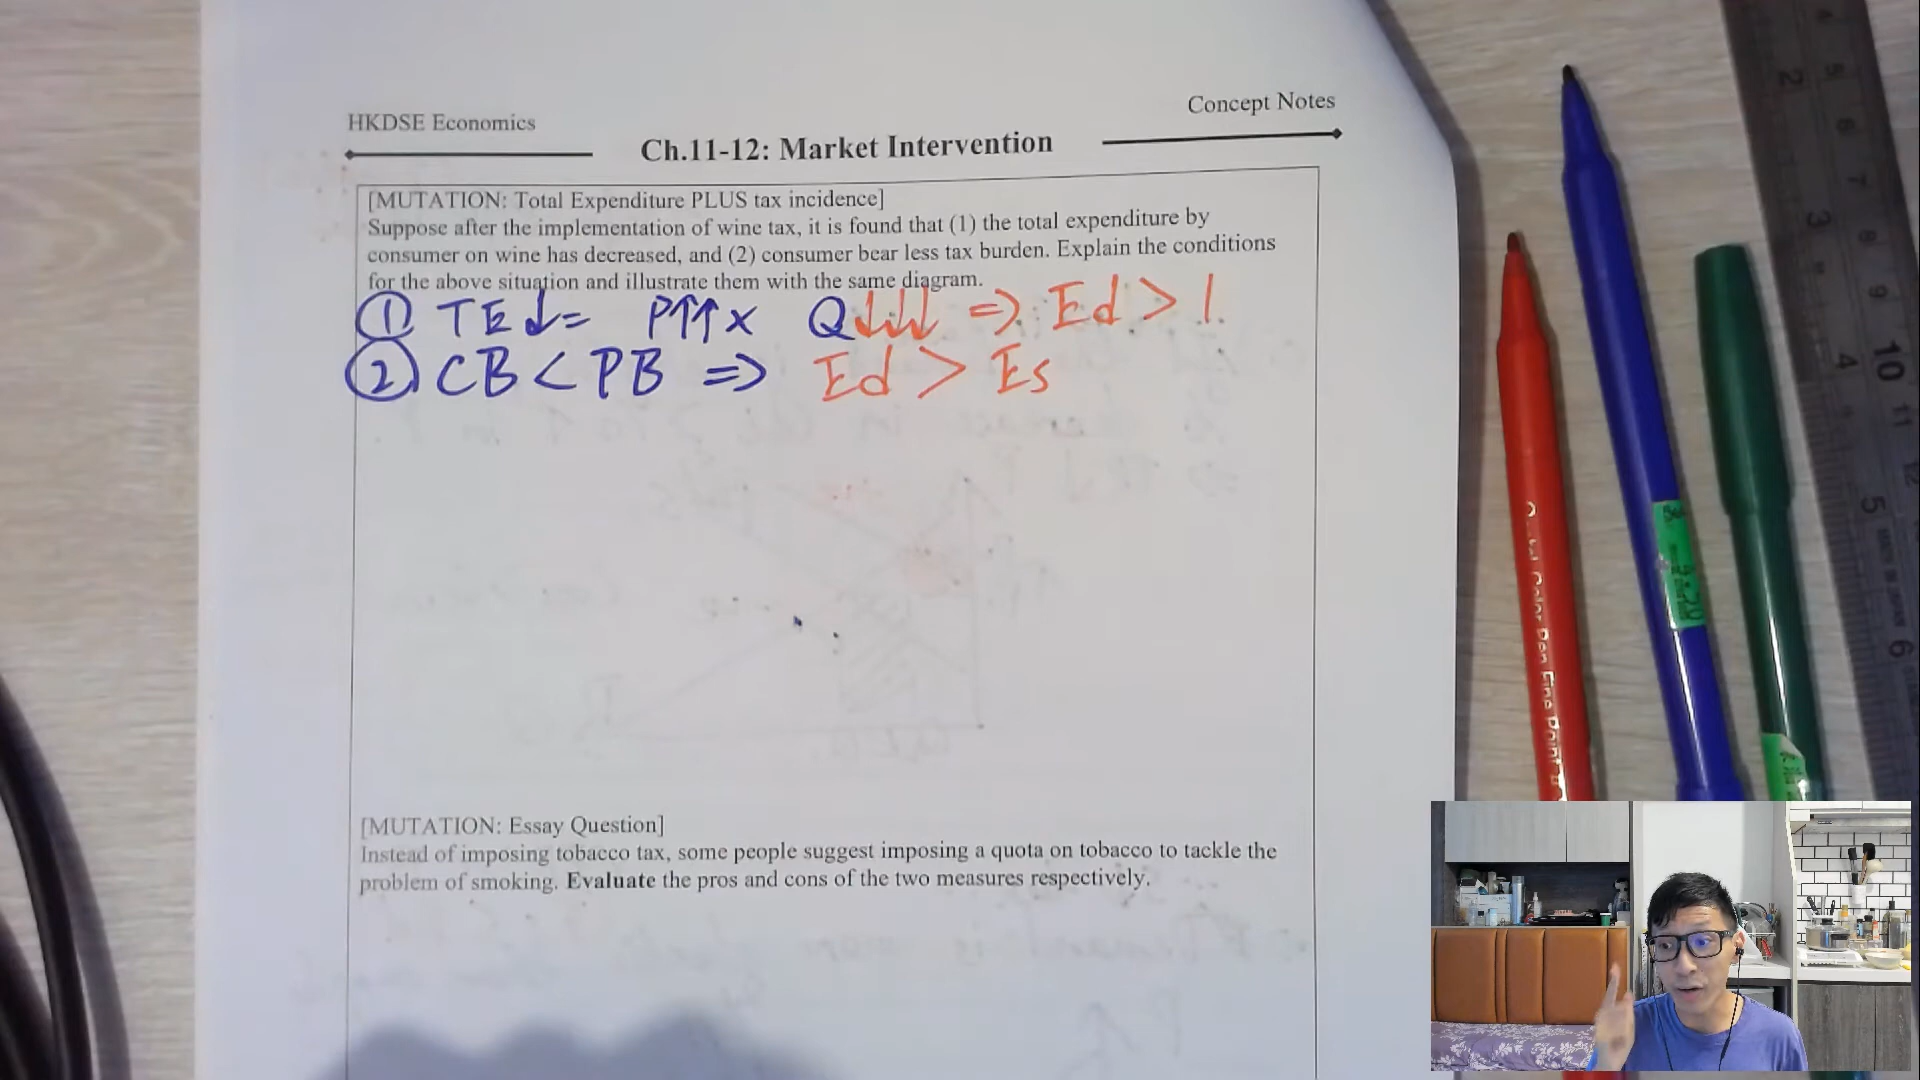 HKDSE Economics
Concept Notes
Ch.11-12: Market Intervention
[MUTATION: Total Expenditure PLUS tax incidence]
Suppose after the implementation of wine tax, it is found that (1) the total expenditure by
consumer on wine has decreased, and (2) consumer bear less tax burden. Explain the conditions
for the above situation and illustrate them with the same diagram.
① TE↓= P↑↑ x Q↓↓↓ => Ed > 1
②. CB < PB => Ed > Es
[MUTATION: Essay Question]
Instead of imposing tobacco tax, some people suggest imposing a quota on tobacco to tackle the
problem of smoking. Evaluate the pros and cons of the two measures respectively.